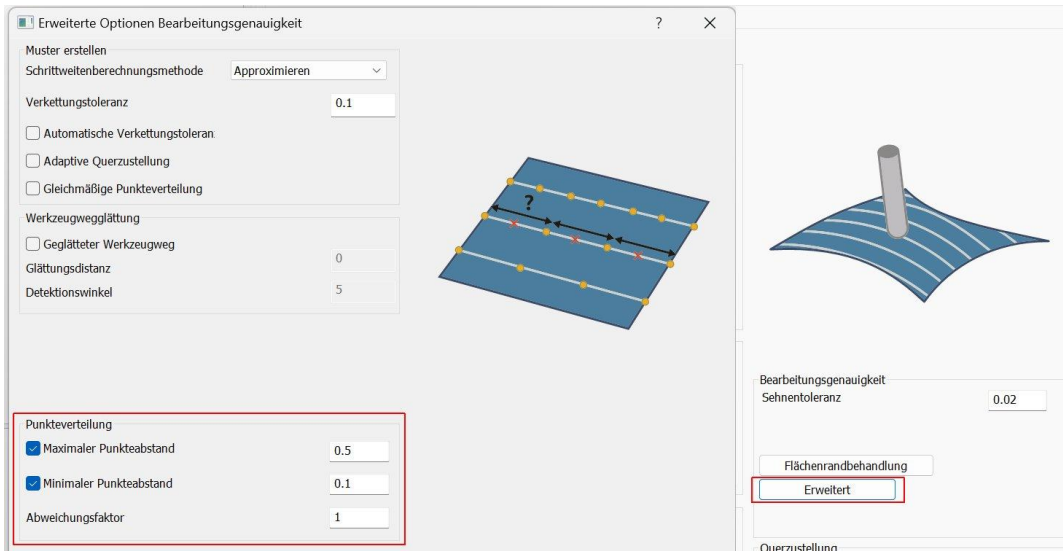 Erweiterte Optionen Bearbeitungsgenauigkeit
?
Muster erstellen
Schrittweitenberechnungsmethode Approximieren
Verkettungstoleranz 0.1
Automatische Verkettungstoleran
Adaptive Querzustellung
Gleichmäßige Punkteverteilung
Werkzeugwegglättung
Geglätteter Werkzeugweg
Glättungsdistanz 0
Detektionswinkel 5
?
Punkteverteilung
Maximaler Punkteabstand 0.5
Minimaler Punkteabstand 0.1
Abweichungsfaktor 1
Bearbeitungsgenauigkeit
Sehnentoleranz 0.02
Flächenrandbehandlung
Erweitert
Querzustellung